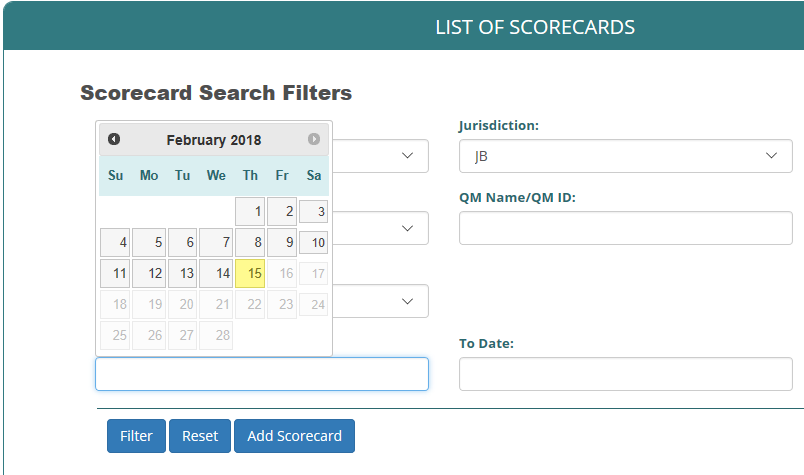 LIST OF SCORECARDS
Scorecard Search Filters
February 2018
Su Mo Tu We Th Fr Sa
1 2 3
4 5 6 7 8 9 10
11 12 13 14 15 16 17
18 19 20 21 22 23 24
25 26 27 28
Jurisdiction:
JB
QM Name/QM ID:
To Date:
Filter Reset Add Scorecard